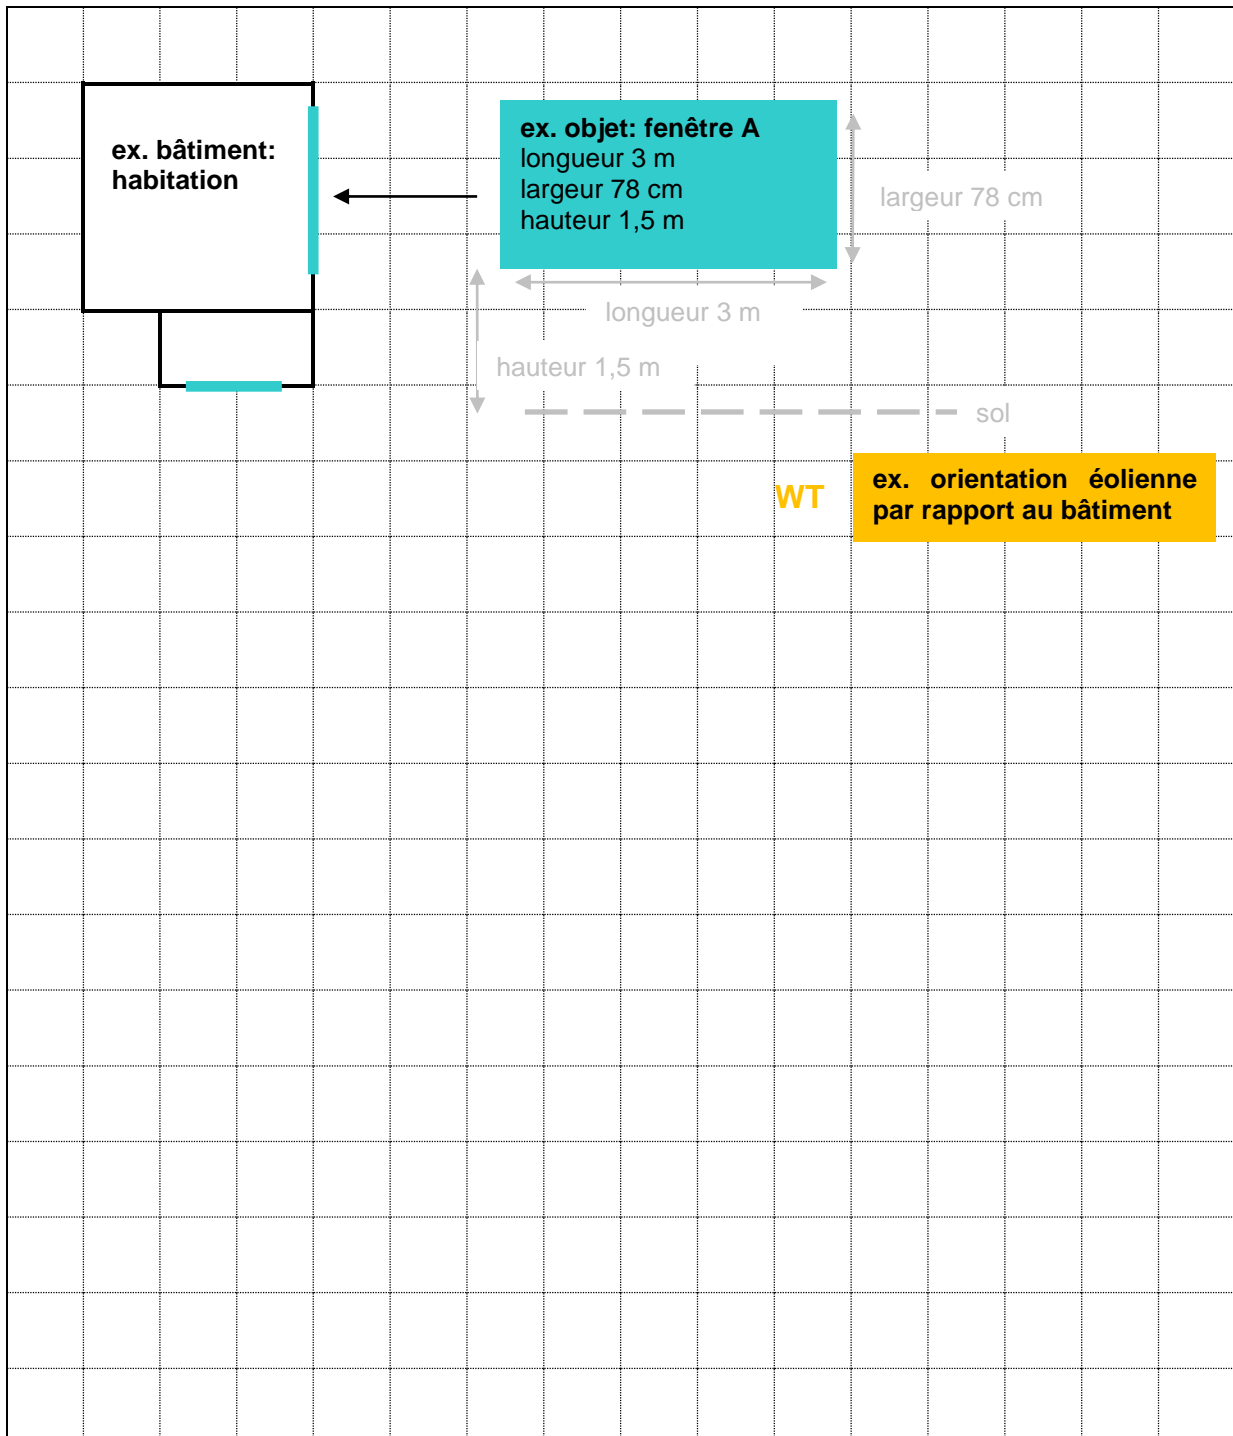 ex. bâtiment:
habitation
ex. objet: fenêtre A
longueur 3 m
largeur 78 cm
hauteur 1,5 m
largeur 78 cm
longueur 3 m
hauteur 1,5 m
sol
WT
ex. orientation éolienne
par rapport au bâtiment